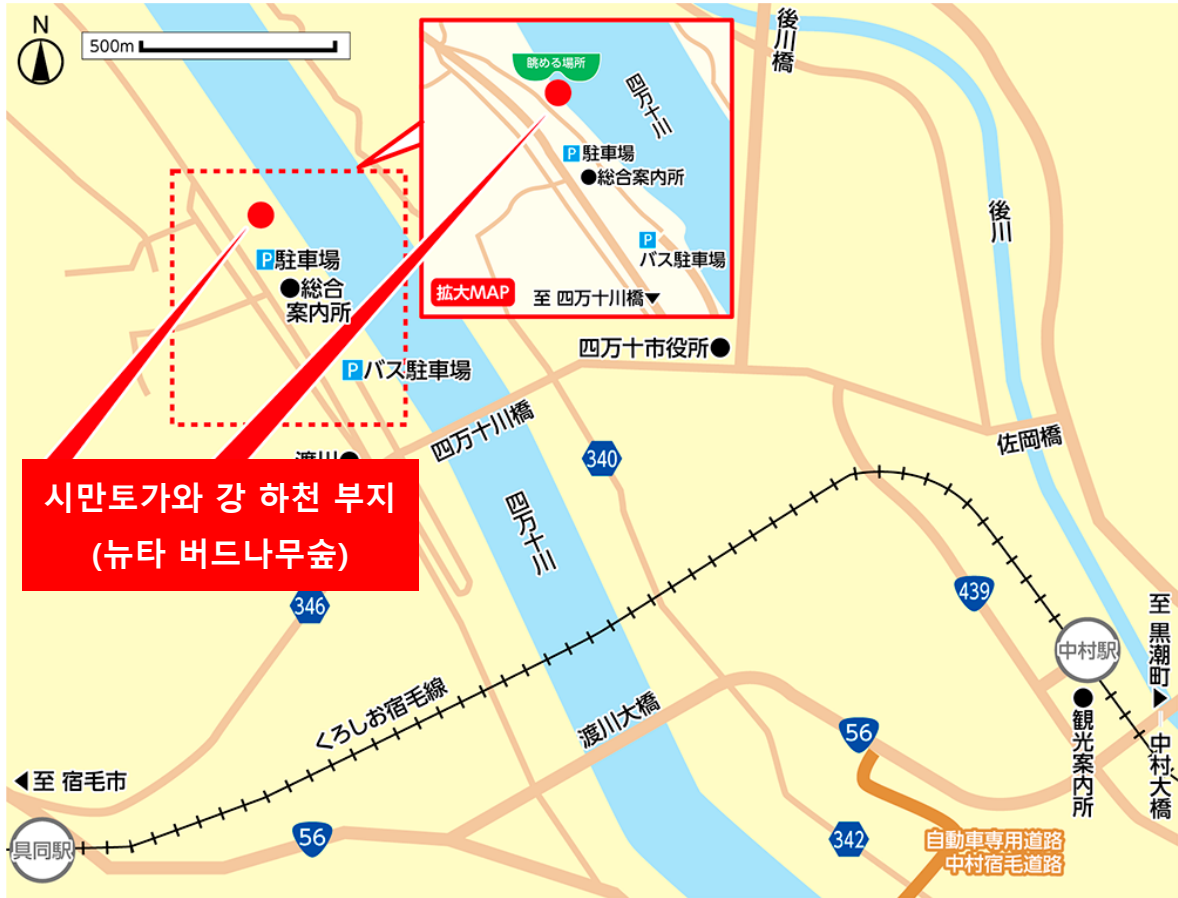 N
500m
眺める場所
四万十川
P駐車場
●総合案内所
P
バス駐車場
拡大MAP
至 四万十川橋▼
後川橋
後川
P駐車場
●総合
案内所
Pバス駐車場
四万十市役所●
四万十川橋
佐岡橋
渡川●
340
시만토가와 강 하천 부지
(뉴타 버드나무숲)
四万十川
346
439
中村駅
至 黒潮町▶
中村大橋
●観光案内所
くろしお宿毛線
渡川大橋
56
◀至 宿毛市
具同駅
56
342
自動車専用道路
中村宿毛道路